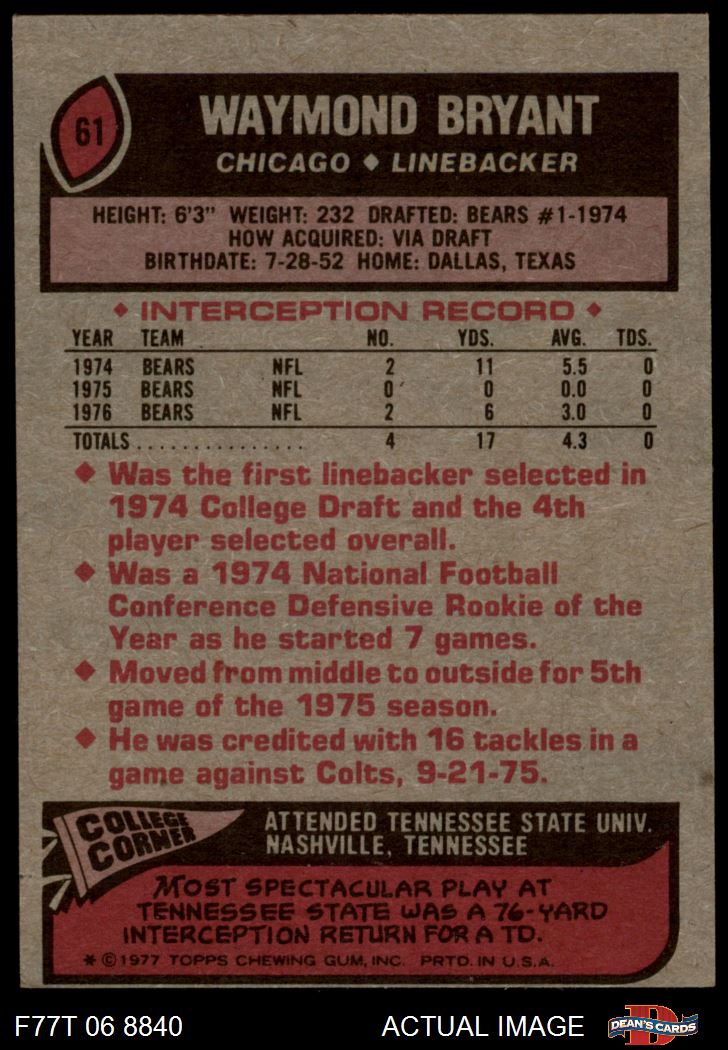 61
WAYMOND BRYANT
CHICAGO ♦ LINEBACKER
HEIGHT: 6'3" WEIGHT: 232 DRAFTED: BEARS #1-1974
HOW ACQUIRED: VIA DRAFT
BIRTHDATE: 7-28-52 HOME: DALLAS, TEXAS
♦ INTERCEPTION RECORD ♦
YEAR TEAM NO. YDS. AVG. TDS.
1974 BEARS NFL 2 11 5.5 0
1975 BEARS NFL 0 0 0.0 0
1976 BEARS NFL 2 6 3.0 0
TOTALS................ 4 17 4.3 0
♦ Was the first linebacker selected in
1974 College Draft and the 4th
player selected overall.
♦ Was a 1974 National Football
Conference Defensive Rookie of the
Year as he started 7 games.
♦ Moved from middle to outside for 5th
game of the 1975 season.
♦ He was credited with 16 tackles in a
game against Colts, 9-21-75.
COLLEGE
CORNER
ATTENDED TENNESSEE STATE UNIV.
NASHVILLE, TENNESSEE
MOST SPECTACULAR PLAY AT
TENNESSEE STATE WAS A 76-YARD
INTERCEPTION RETURN FOR A TD.
* © 1977 TOPPS CHEWING GUM, INC. PRTD. IN U.S.A.
F77T 06 8840 ACTUAL IMAGE
D
DEAN'S CARDS